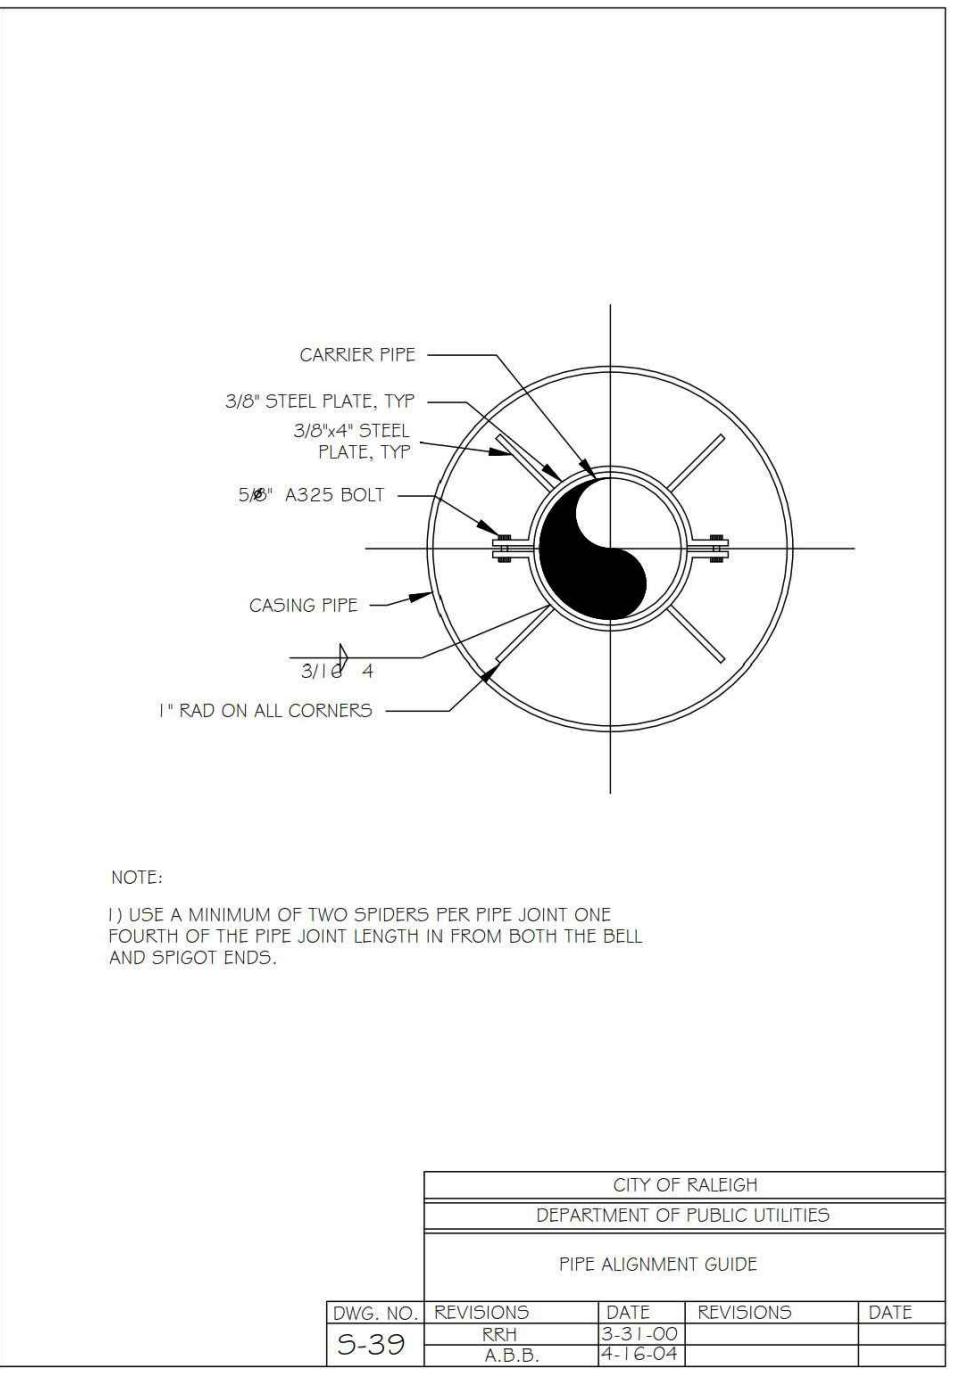 CARRIER PIPE
3/8" STEEL PLATE, TYP
3/8"x4" STEEL
PLATE, TYP
5/8" A325 BOLT
CASING PIPE
3/16 4
1" RAD ON ALL CORNERS
NOTE:
1) USE A MINIMUM OF TWO SPIDERS PER PIPE JOINT ONE
FOURTH OF THE PIPE JOINT LENGTH IN FROM BOTH THE BELL
AND SPIGOT ENDS.
CITY OF RALEIGH
DEPARTMENT OF PUBLIC UTILITIES
PIPE ALIGNMENT GUIDE
DWG. NO. REVISIONS DATE REVISIONS DATE
S-39
RRH 3-31-00
A.B.B. 4-16-04